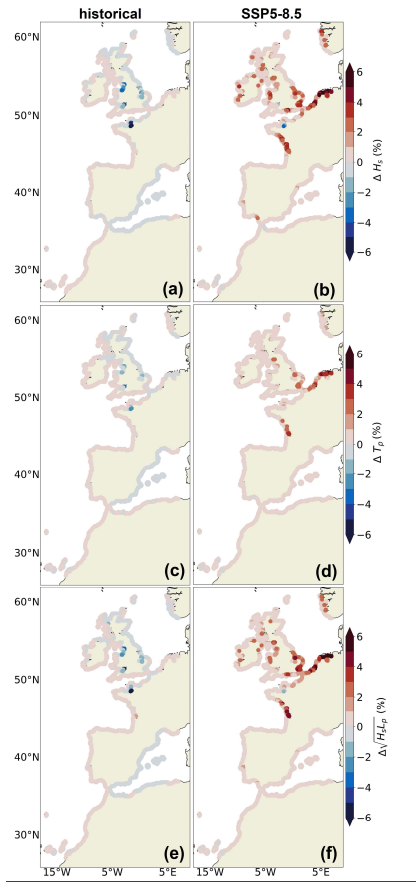 historical
SSP5-8.5
60°N
50°N
40°N
30°N
(a)
(b)
6
4
2
0
−2
−4
−6
Δ Hs (%)
60°N
50°N
40°N
30°N
(c)
(d)
6
4
2
0
−2
−4
−6
Δ Tp (%)
60°N
50°N
40°N
30°N
(e)
(f)
6
4
2
0
−2
−4
−6
Δ√HsLp (%)
15°W
5°W
5°E
15°W
5°W
5°E